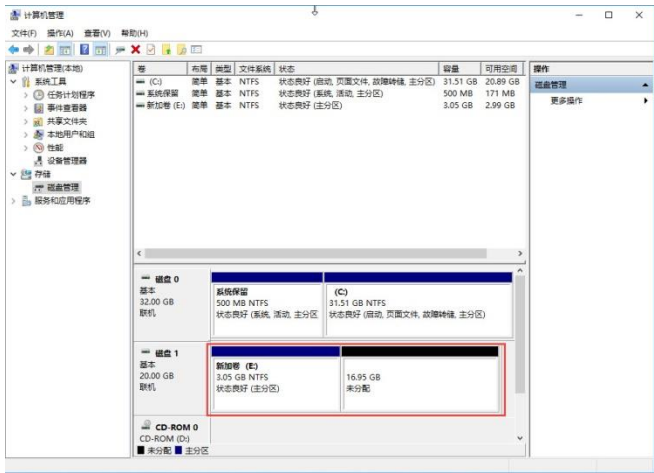 计算机管理
文件(F) 操作(A) 查看(V) 帮助(H)
计算机管理(本地)
系统工具
任务计划程序
事件查看器
共享文件夹
本地用户和组
性能
设备管理器
存储
磁盘管理
服务和应用程序
卷 布局 类型 文件系统 状态 容量 可用空间
(C:) 简单 基本 NTFS 状态良好 (启动, 页面文件, 故障转储, 主分区) 31.51 GB 20.89 GB
系统保留 简单 基本 NTFS 状态良好 (系统, 活动, 主分区) 500 MB 171 MB
新加卷 (E:) 简单 基本 NTFS 状态良好 (主分区) 3.05 GB 2.99 GB
操作
磁盘管理
更多操作
磁盘 0
基本
32.00 GB
联机
系统保留
500 MB NTFS
状态良好 (系统, 活动, 主分区
(C:)
31.51 GB NTFS
状态良好 (启动, 页面文件, 故障转储, 主分区)
磁盘 1
基本
20.00 GB
联机
新加卷 (E:)
3.05 GB NTFS
状态良好 (主分区)
16.95 GB
未分配
CD-ROM 0
CD-ROM (D:)
未分配 主分区